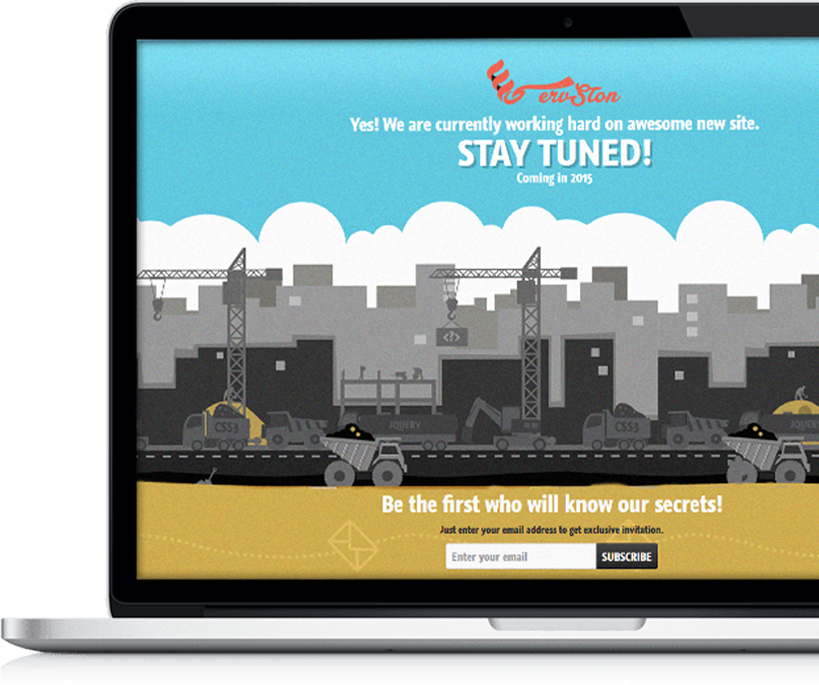 ervSton
Yes! We are currently working hard on awesome new site.
STAY TUNED!
Coming in 2015
<?>
CSS3
JQUERY
CSS3
JQUERY
Be the first who will know our secrets!
Just enter your email address to get exclusive invitation.
Enter your email
SUBSCRIBE